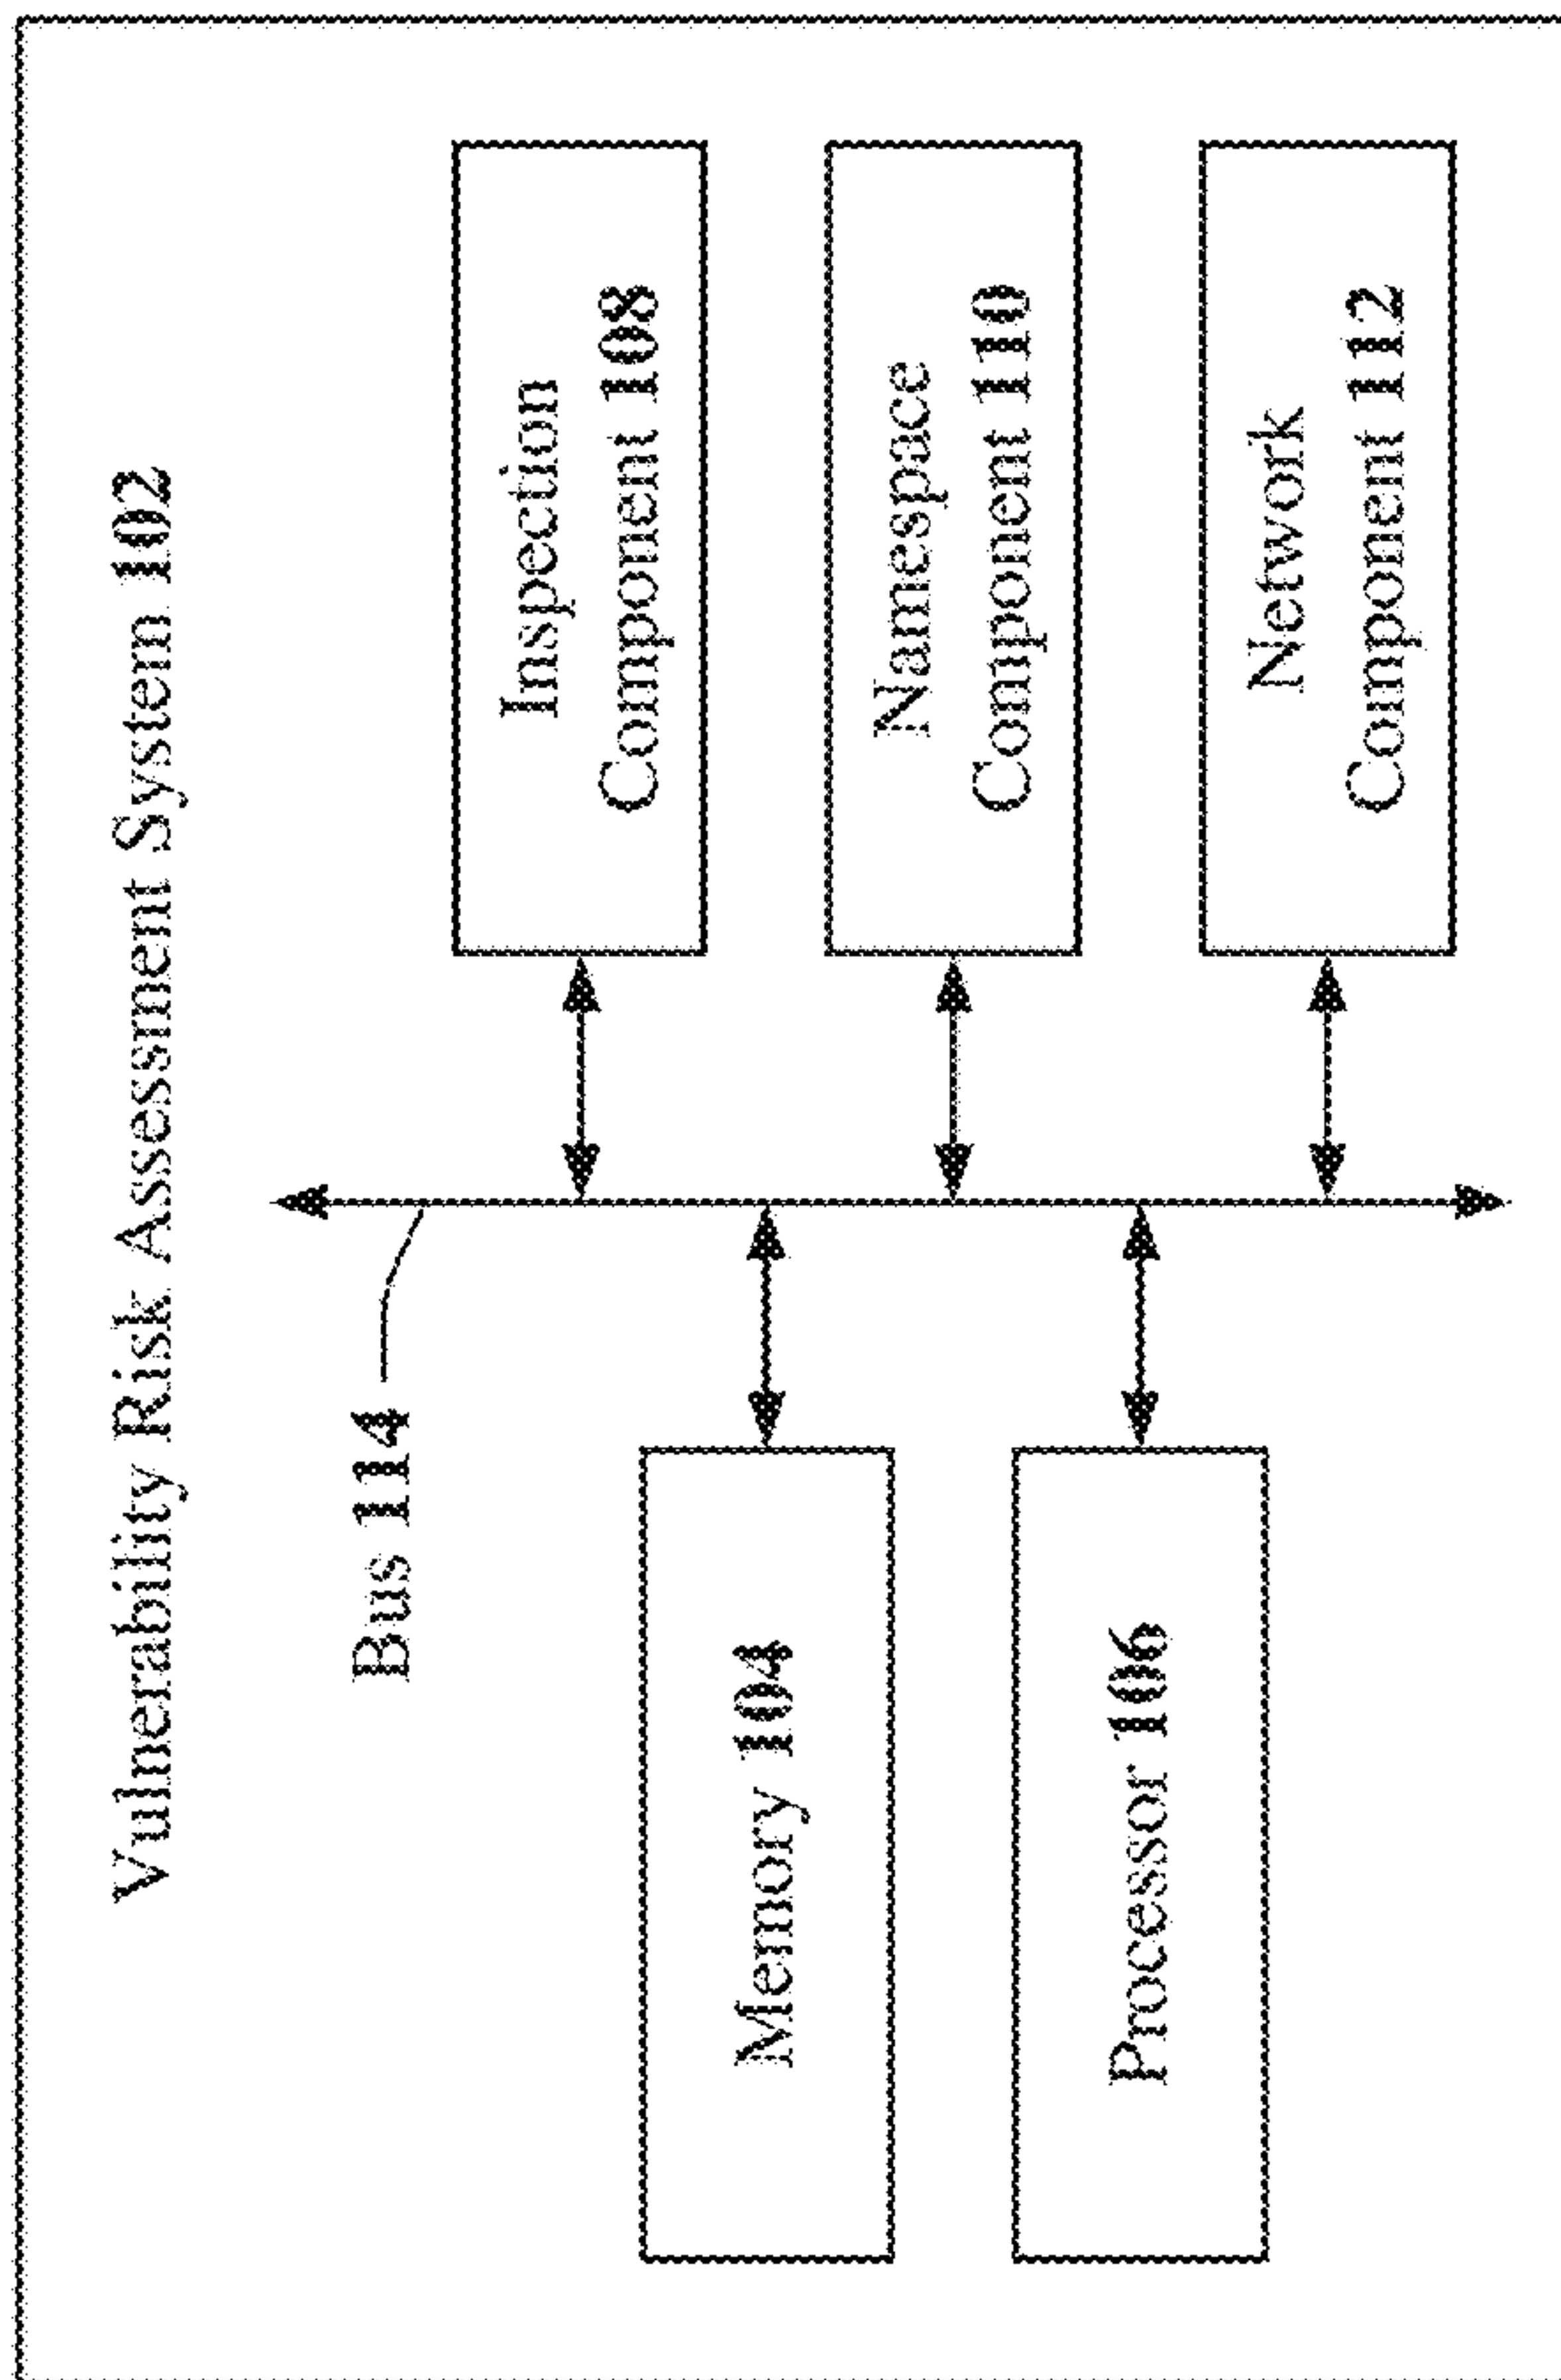 Vulnerability Risk Assessment System 102
Bus 114
Memory 104
Processor 106
Inspection
Component 108
Namespace
Component 110
Network
Component 112